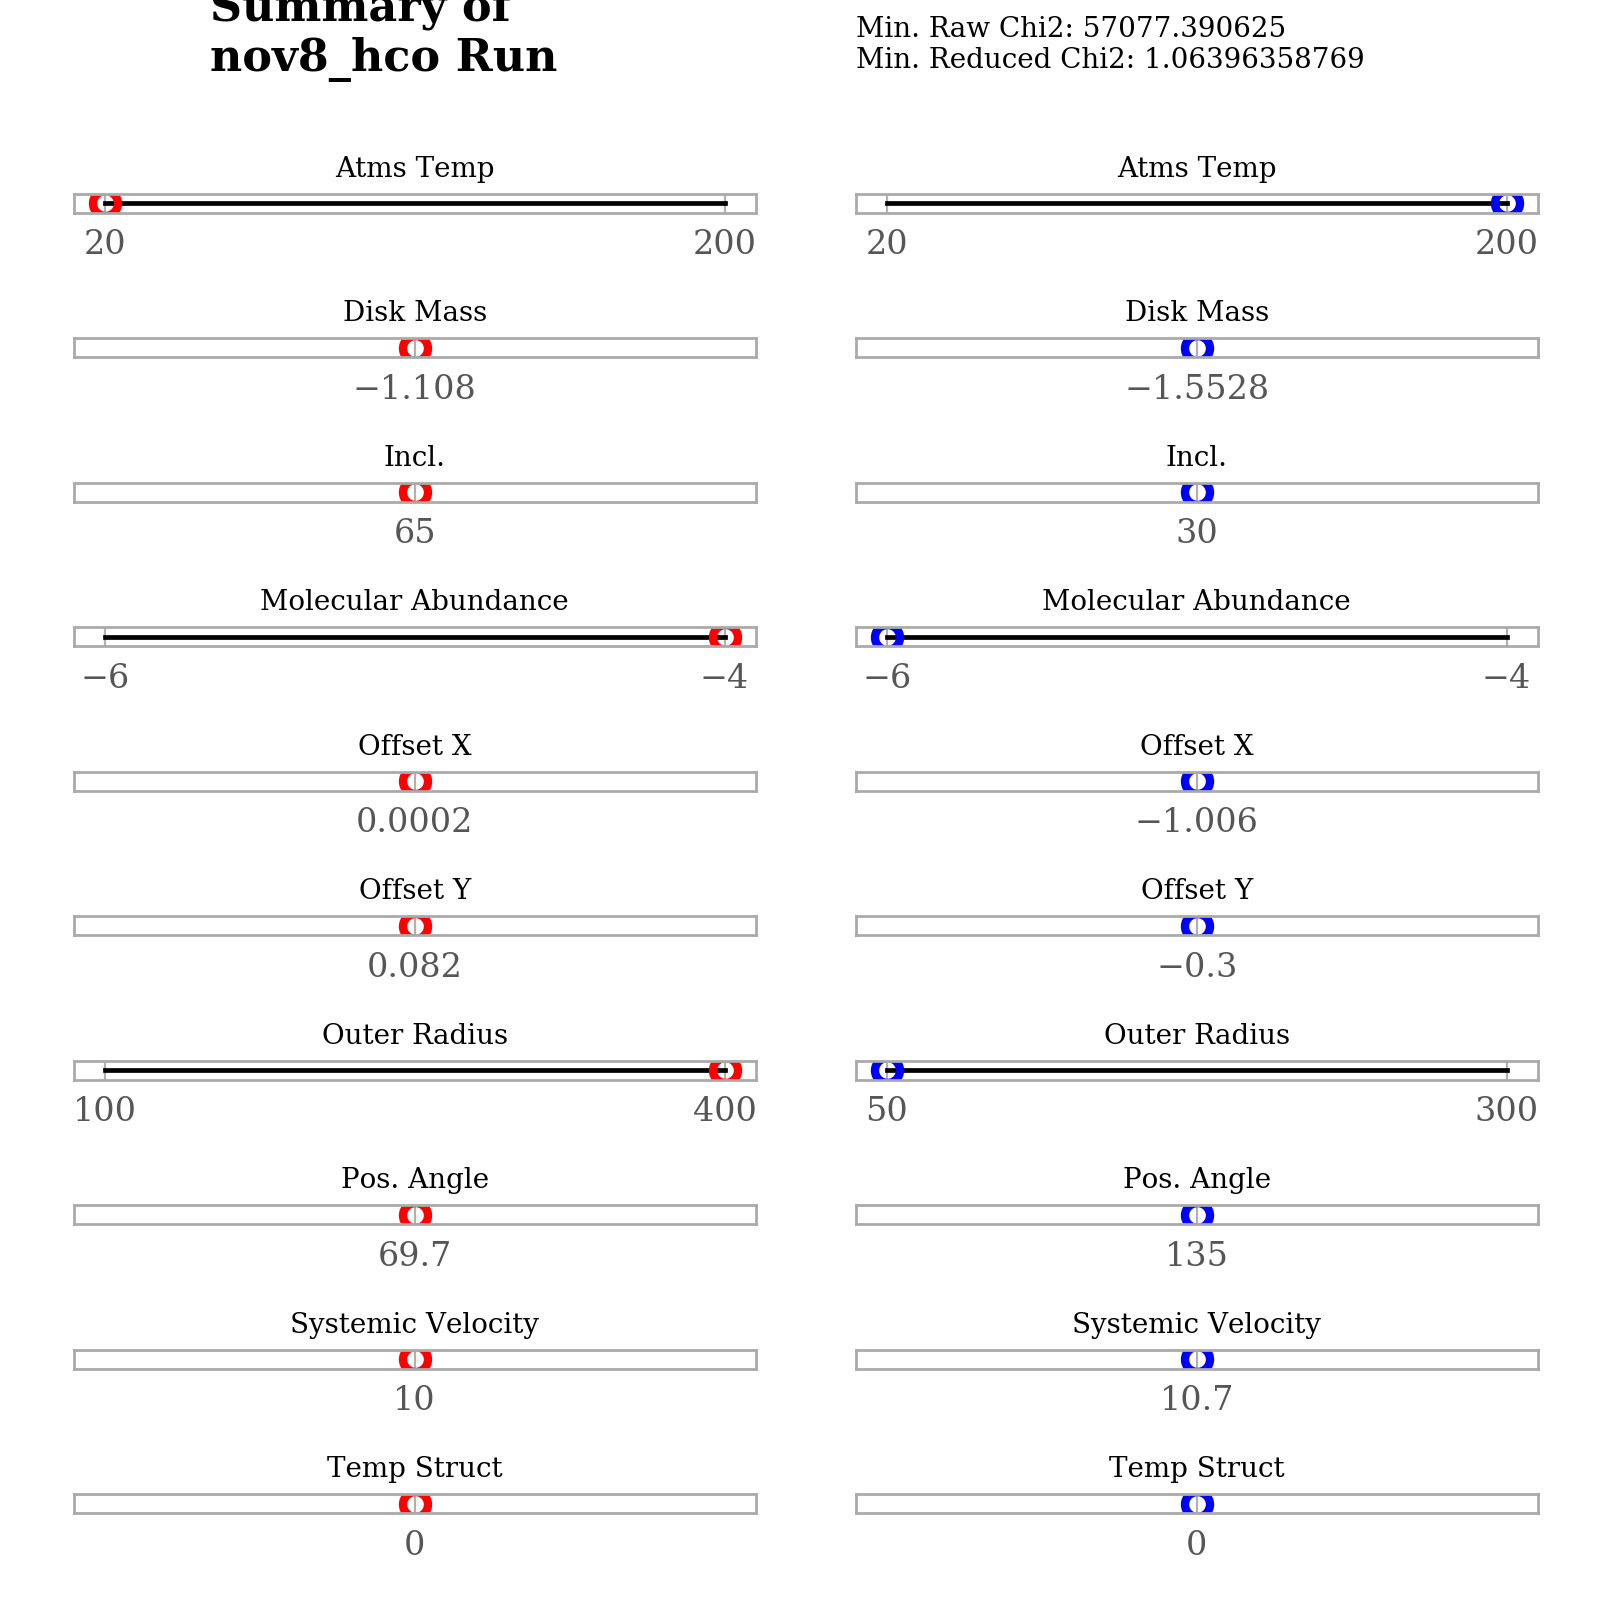 Summary of
nov8_hco Run
Min. Raw Chi2: 57077.390625
Min. Reduced Chi2: 1.06396358769
Atms Temp
20 200
Disk Mass
−1.108
Incl.
65
Molecular Abundance
−6 −4
Offset X
0.0002
Offset Y
0.082
Outer Radius
100 400
Pos. Angle
69.7
Systemic Velocity
10
Temp Struct
0
Atms Temp
20 200
Disk Mass
−1.5528
Incl.
30
Molecular Abundance
−6 −4
Offset X
−1.006
Offset Y
−0.3
Outer Radius
50 300
Pos. Angle
135
Systemic Velocity
10.7
Temp Struct
0